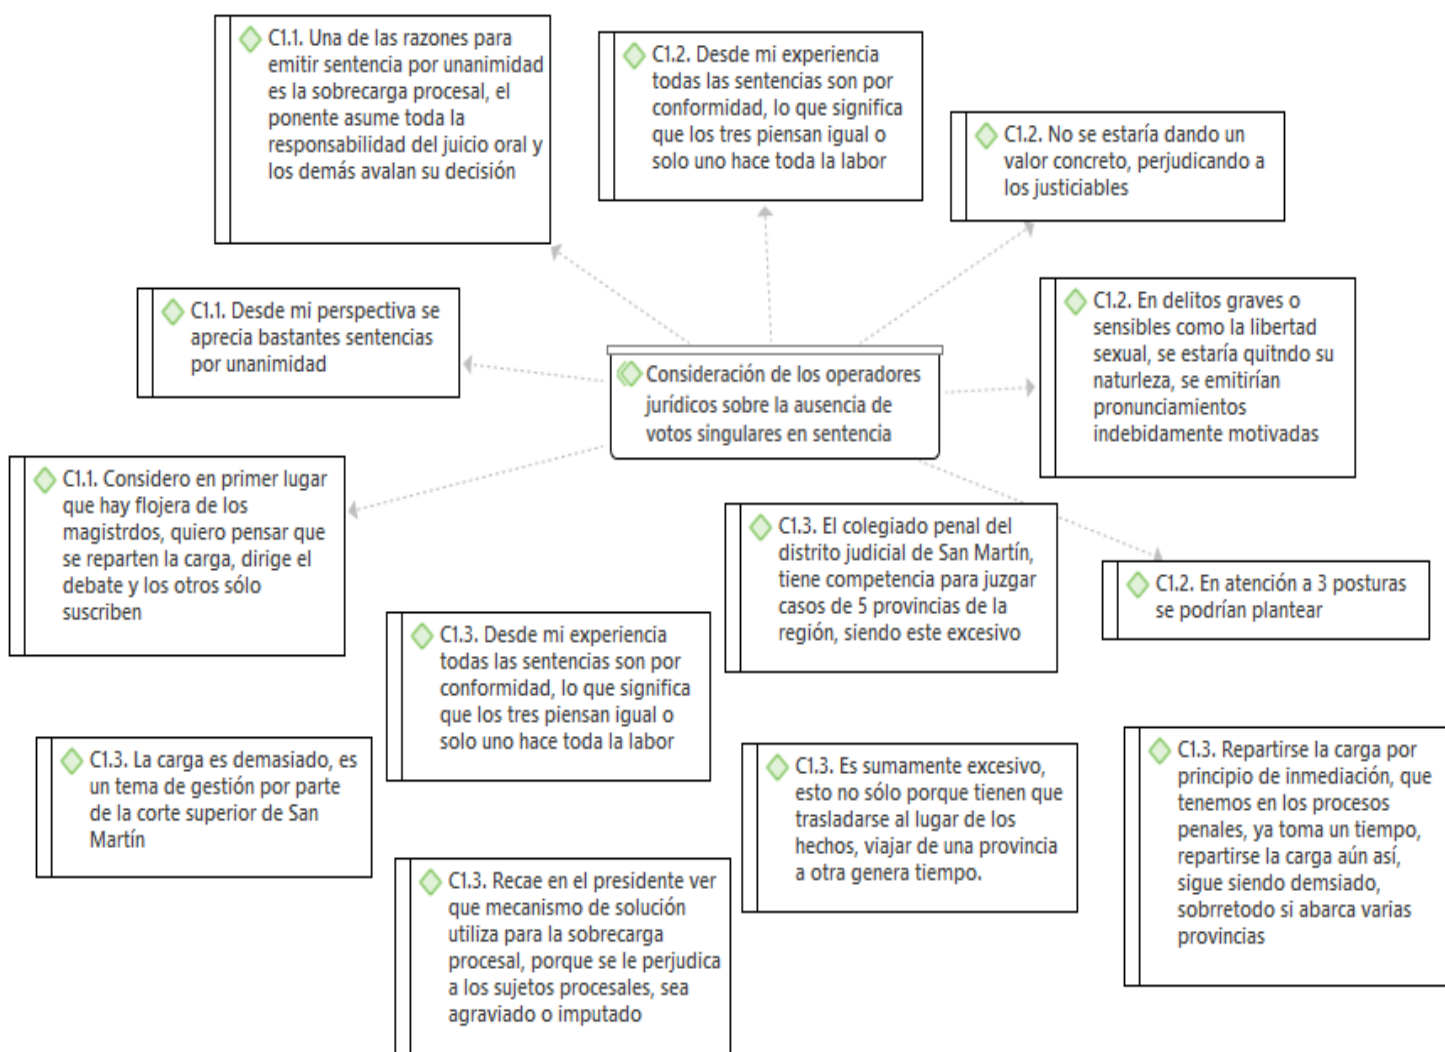 C1.1. Una de las razones para
emitir sentencia por unanimidad
es la sobrecarga procesal, el
ponente asume toda la
responsabilidad del juicio oral y
los demás avalan su decisión
C1.2. Desde mi experiencia
todas las sentencias son por
conformidad, lo que significa
que los tres piensan igual o
solo uno hace toda la labor
C1.2. No se estaría dando un
valor concreto, perjudicando a
los justiciables
C1.1. Desde mi perspectiva se
aprecia bastantes sentencias
por unanimidad
Consideración de los operadores
jurídicos sobre la ausencia de
votos singulares en sentencia
C1.2. En delitos graves o
sensibles como la libertad
sexual, se estaría quitndo su
naturleza, se emitirían
pronunciamientos
indebidamente motivadas
C1.1. Considero en primer lugar
que hay flojera de los
magistrdos, quiero pensar que
se reparten la carga, dirige el
debate y los otros sólo
suscriben
C1.3. El colegiado penal del
distrito judicial de San Martín,
tiene competencia para juzgar
casos de 5 provincias de la
región, siendo este excesivo
C1.2. En atención a 3 posturas
se podrían plantear
C1.3. Desde mi experiencia
todas las sentencias son por
conformidad, lo que significa
que los tres piensan igual o
solo uno hace toda la labor
C1.3. La carga es demasiado, es
un tema de gestión por parte
de la corte superior de San
Martín
C1.3. Es sumamente excesivo,
esto no sólo porque tienen que
trasladarse al lugar de los
hechos, viajar de una provincia
a otra genera tiempo.
C1.3. Repartirse la carga por
principio de inmediación, que
tenemos en los procesos
penales, ya toma un tiempo,
repartirse la carga aún así,
sigue siendo demsiado,
sobrretodo si abarca varias
provincias
C1.3. Recae en el presidente ver
que mecanismo de solución
utiliza para la sobrecarga
procesal, porque se le perjudica
a los sujetos procesales, sea
agraviado o imputado